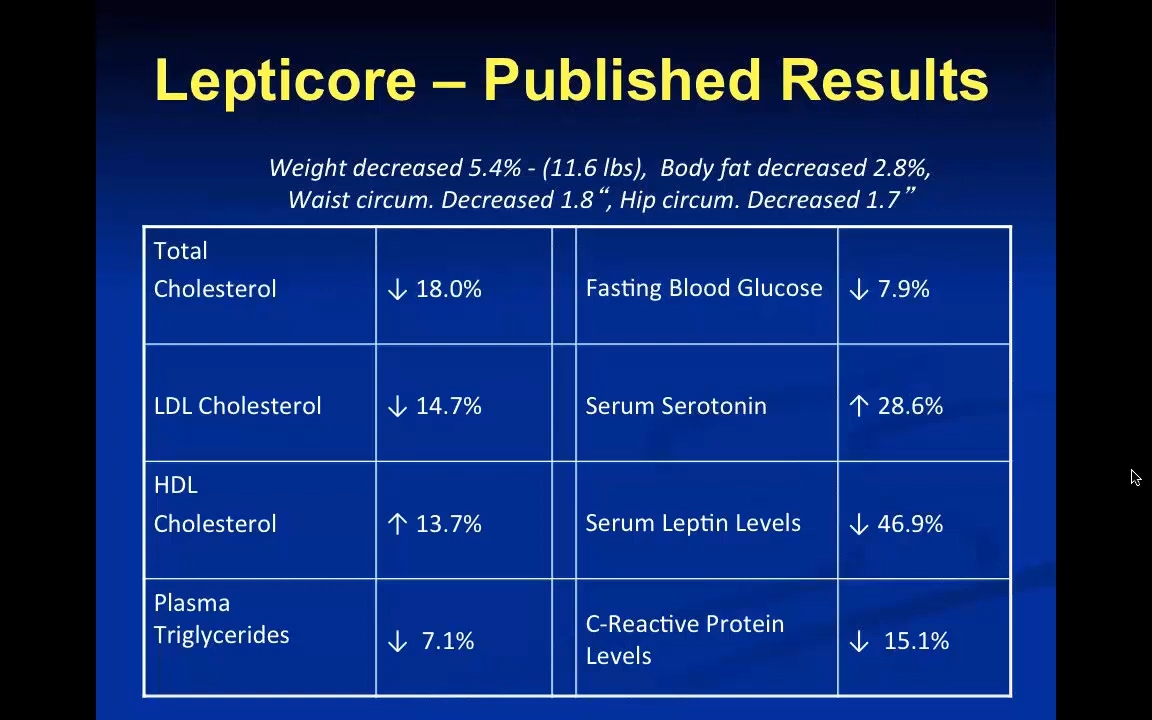 Lepticore – Published Results
Weight decreased 5.4% - (11.6 lbs),  Body fat decreased 2.8%,
Waist circum. Decreased 1.8“, Hip circum. Decreased 1.7”
Total
Cholesterol
↓ 18.0%
Fasting Blood Glucose
↓ 7.9%
LDL Cholesterol
↓ 14.7%
Serum Serotonin
↑ 28.6%
HDL
Cholesterol
↑ 13.7%
Serum Leptin Levels
↓ 46.9%
Plasma
Triglycerides
↓ 7.1%
C-Reactive Protein
Levels
↓ 15.1%